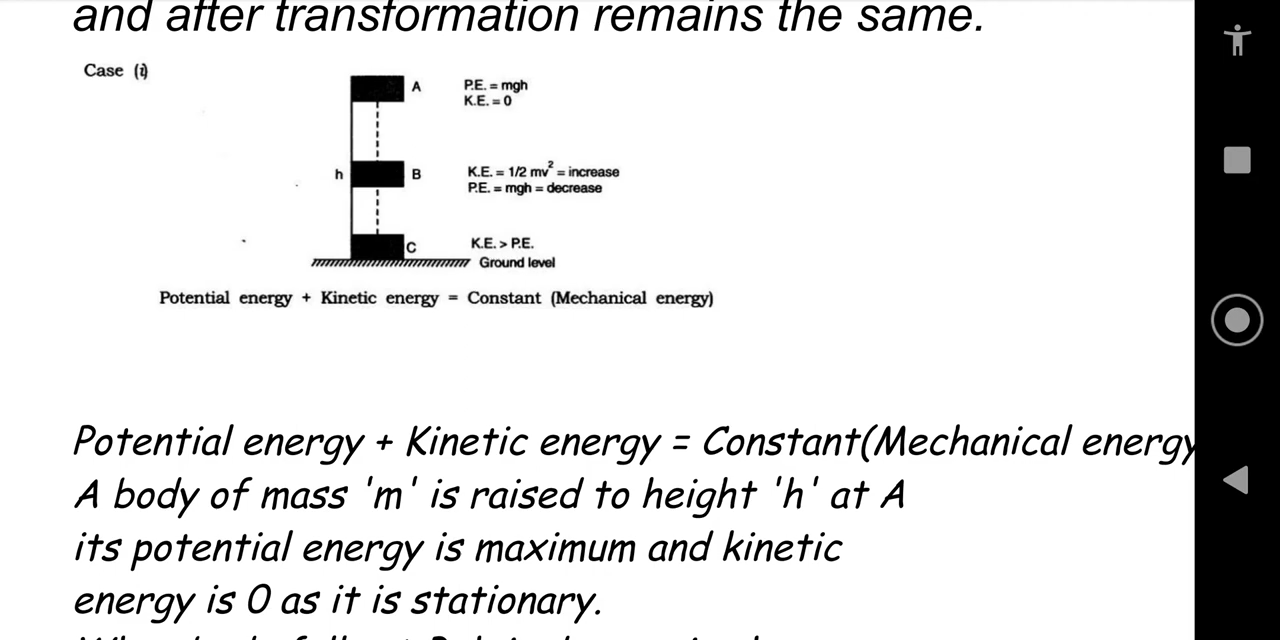 and after transformation remains the same.
Case (i)
A
P.E. = mgh
K.E. = 0
h
B
K.E. = 1/2 mv² = increase
P.E. = mgh = decrease
C
K.E. > P.E.
Ground level
Potential energy + Kinetic energy = Constant (Mechanical energy)
Potential energy + Kinetic energy = Constant(Mechanical energy
A body of mass 'm' is raised to height 'h' at A
its potential energy is maximum and kinetic
energy is 0 as it is stationary.